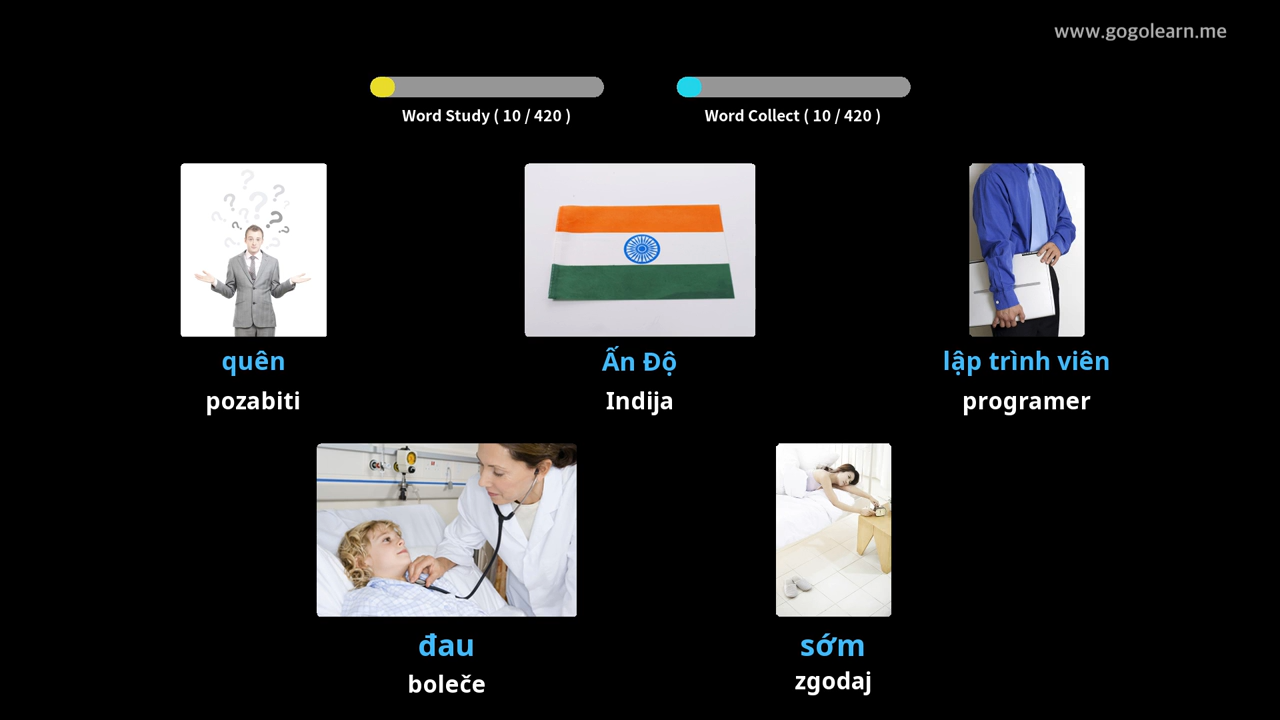 www.gogolearn.me
Word Study ( 10 / 420 )
Word Collect ( 10 / 420 )
quên
Ấn Độ
lập trình viên
pozabiti
Indija
programer
đau
sớm
boleče
zgodaj